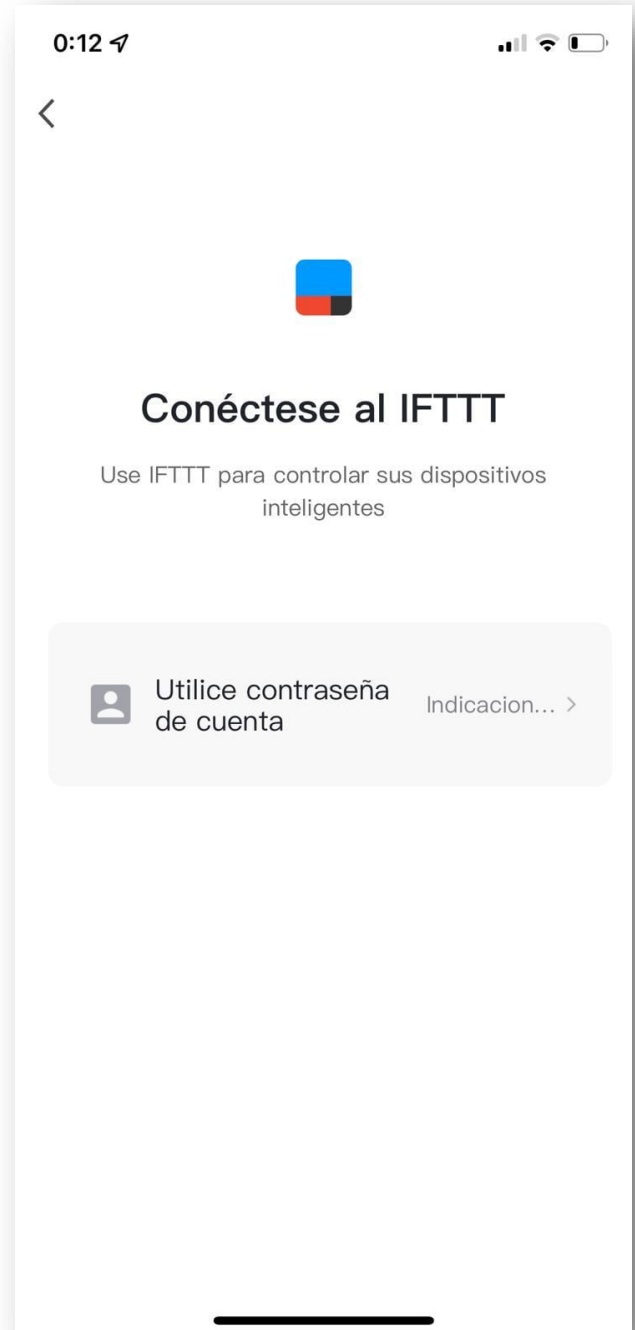 0:12
Conéctese al IFTTT
Use IFTTT para controlar sus dispositivos
inteligentes
Utilice contraseña
de cuenta
Indicacion...